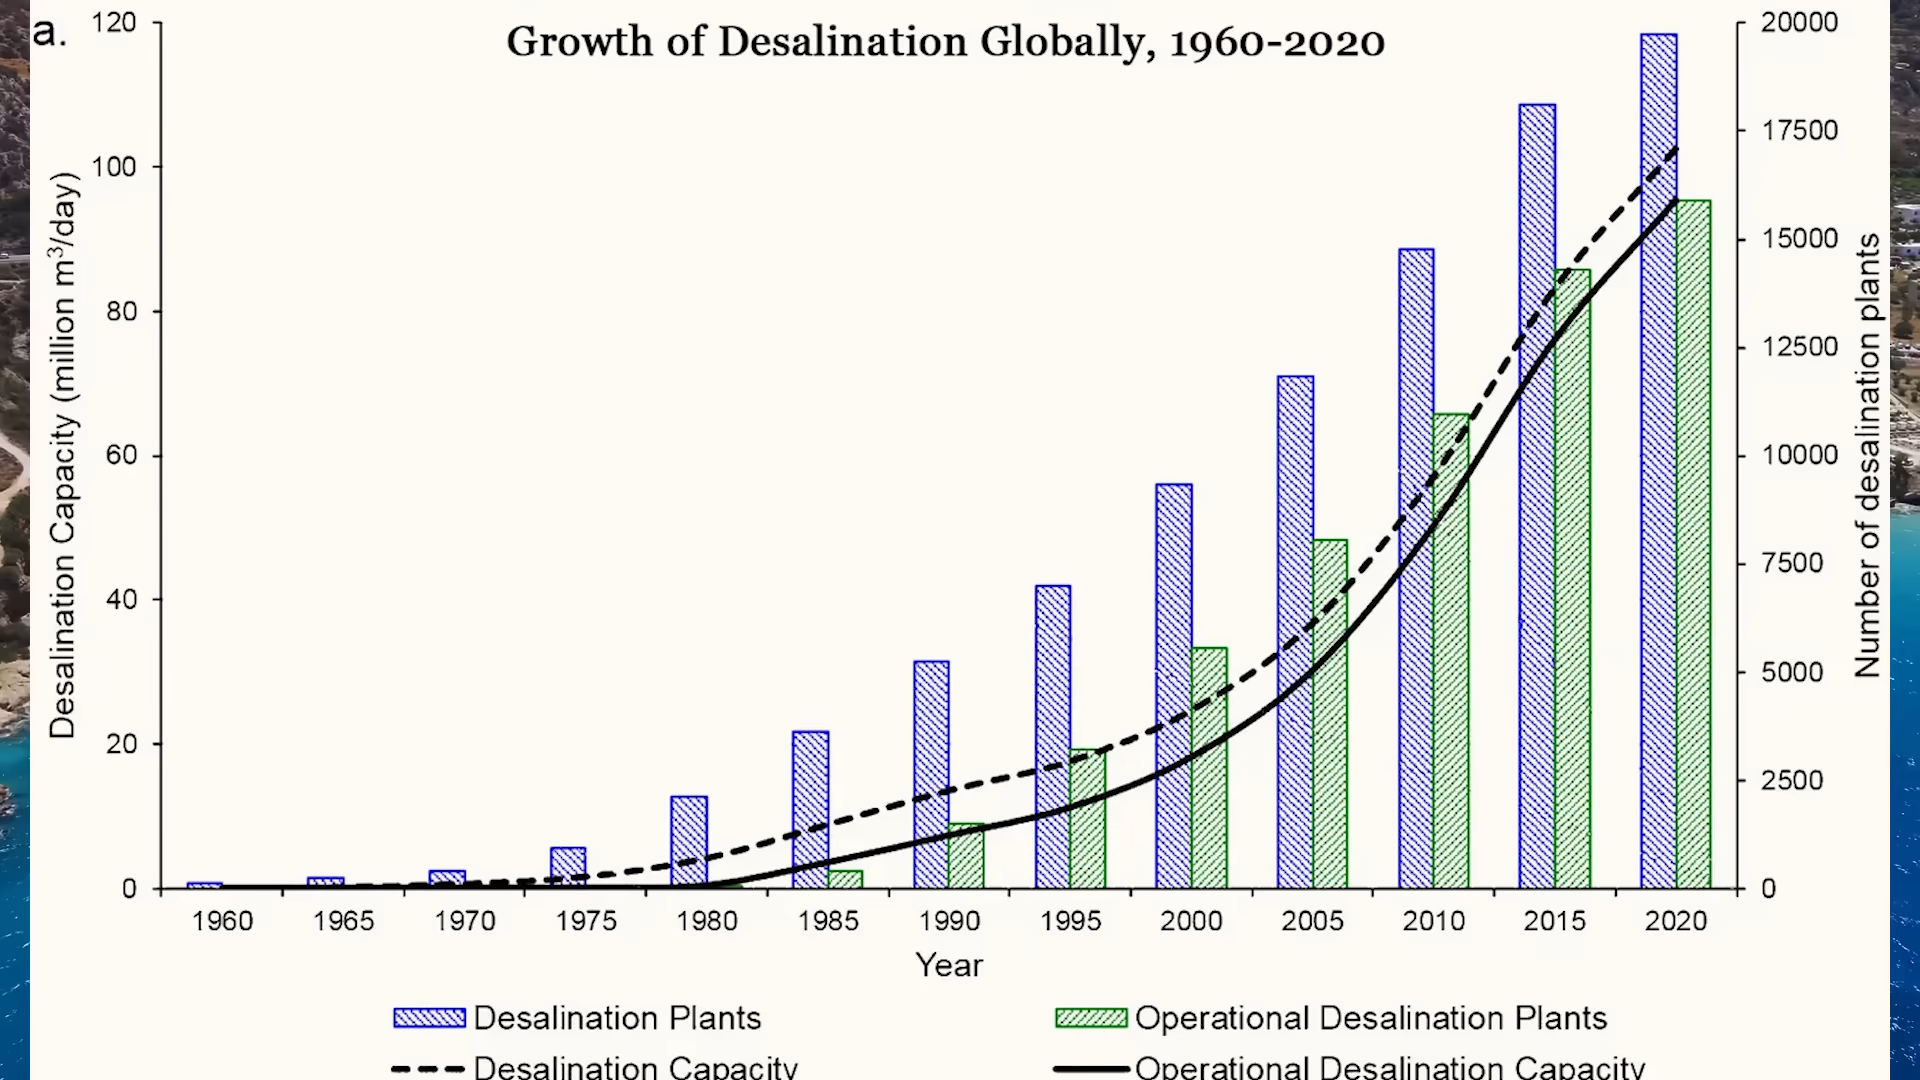 a.
Growth of Desalination Globally, 1960-2020
Desalination Capacity (million m³/day)
120
100
80
60
40
20
0
20000
17500
15000
12500
10000
7500
5000
2500
0
Number of desalination plants
1960 1965 1970 1975 1980 1985 1990 1995 2000 2005 2010 2015 2020
Year
Desalination Plants
Operational Desalination Plants
Desalination Capacity
Operational Desalination Capacity